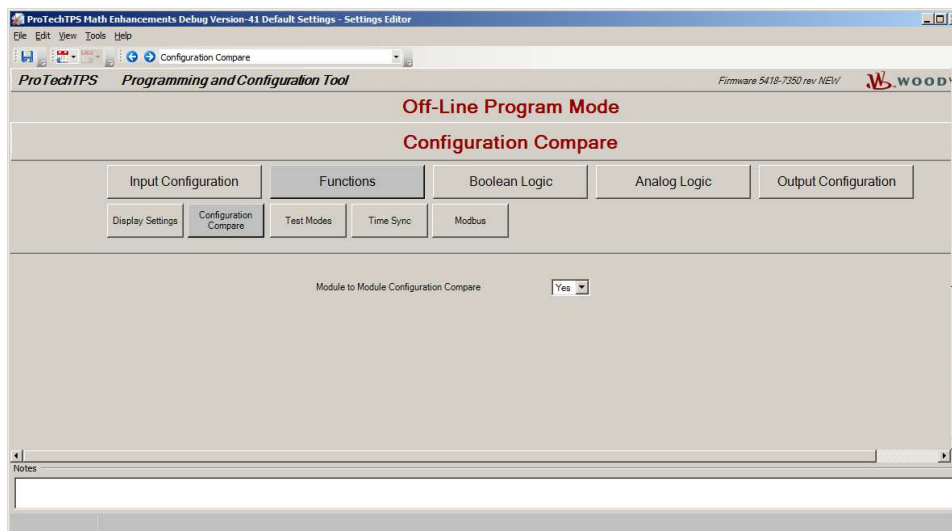 ProTechTPS Math Enhancements Debug Version-41 Default Settings - Settings Editor
File Edit View Tools Help
Configuration Compare
ProTechTPS Programming and Configuration Tool Firmware 5418-7350 rev NEW WOODW
Off-Line Program Mode
Configuration Compare
Input Configuration Functions Boolean Logic Analog Logic Output Configuration
Display Settings Configuration Compare Test Modes Time Sync Modbus
Module to Module Configuration Compare Yes
Notes